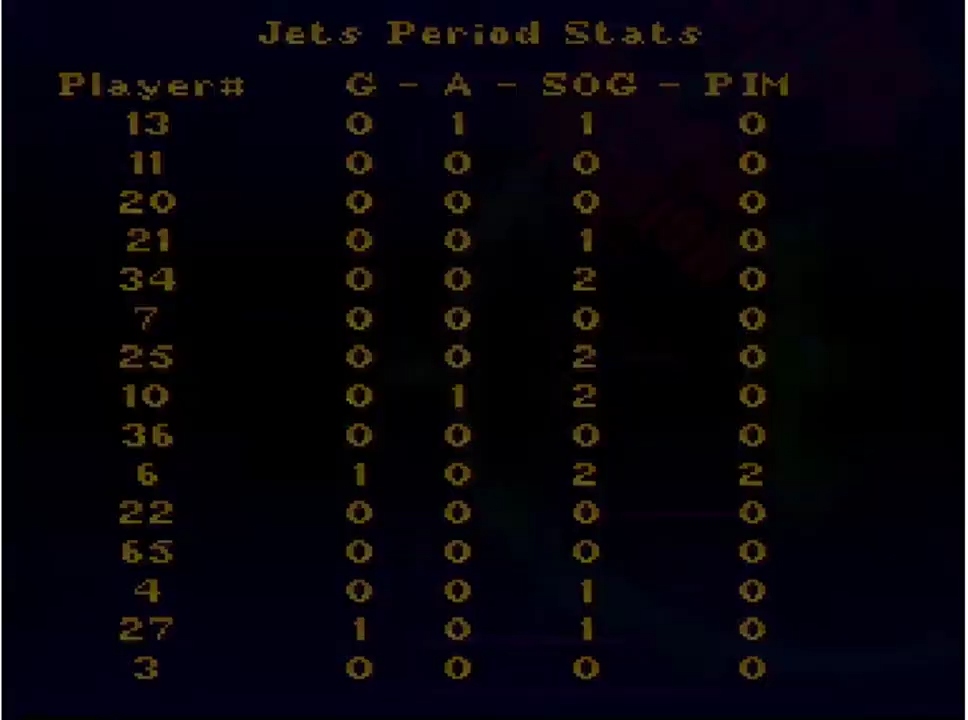 Jets Period Stats
Player# G - A - SOG - PIM
13 0 1 1 0
11 0 0 0 0
20 0 0 0 0
21 0 0 1 0
34 0 0 2 0
7 0 0 0 0
25 0 0 2 0
10 0 1 2 0
36 0 0 0 0
6 1 0 2 2
22 0 0 0 0
65 0 0 0 0
4 0 0 1 0
27 1 0 1 0
3 0 0 0 0